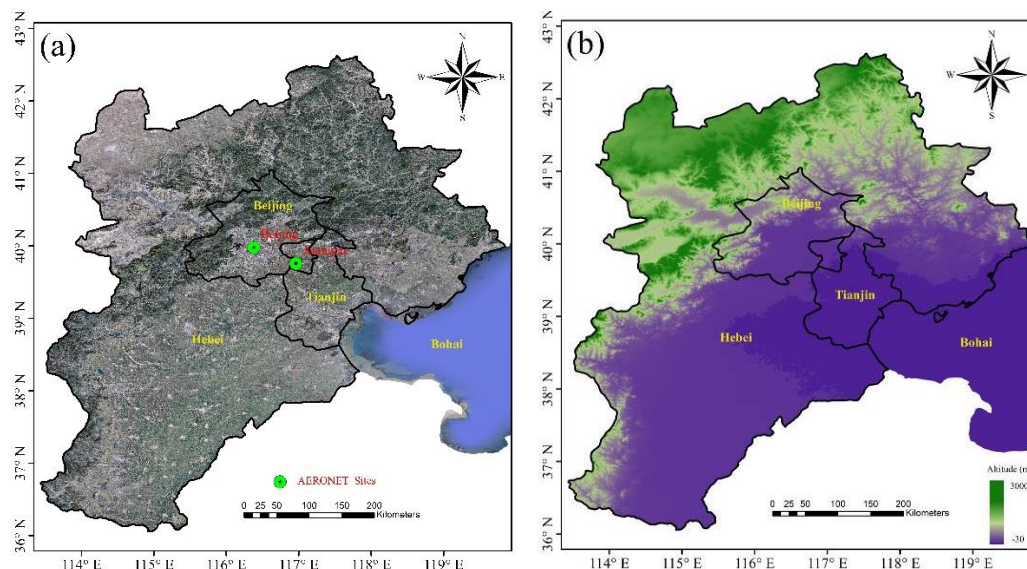 (a)
N
W
E
S
43° N
42° N
41° N
40° N
39° N
38° N
37° N
36° N
Beijing
Beijing
Tianjin
Hebei
Bohai
AERONET Sites
0 25 50 100 150 200
Kilometers
114° E 115° E 116° E 117° E 118° E 119° E
(b)
N
W
S
43° N
42° N
41° N
40° N
39° N
38° N
37° N
36° N
Beijing
Tianjin
Hebei
Bohai
Altitude (m
3000
-30
0 25 50 100 150 200
Kilometers
114° E 115° E 116° E 117° E 118° E 119° E